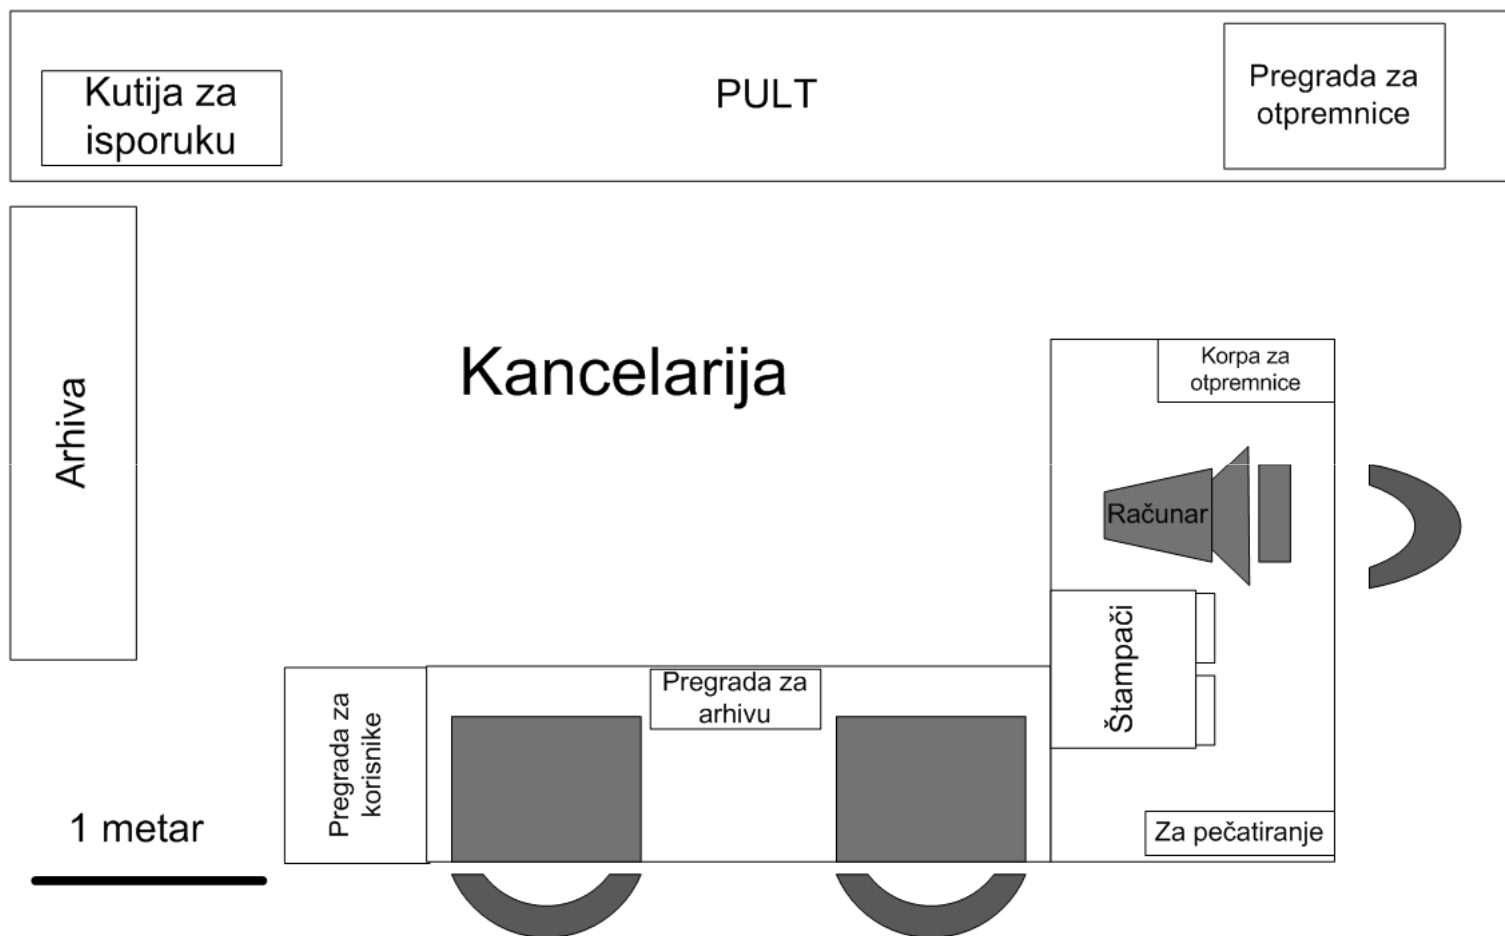 Kutija za
isporuku
PULT
Pregrada za
otpremnice
Arhiva
Kancelarija
Korpa za
otpremnice
Računar
Štampači
Pregrada za
arhivu
Pregrada za
korisnike
Za pečatiranje
1 metar